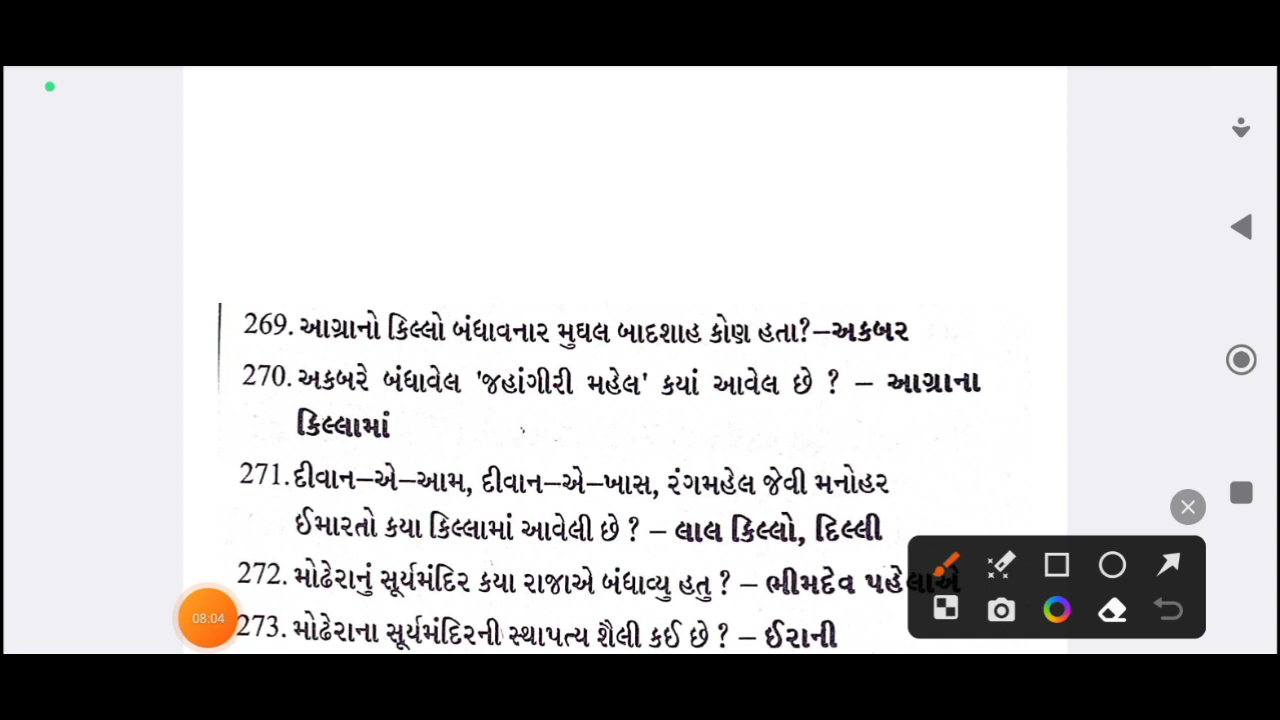 269. આગ્રાનો કિલ્લો બંધાવનાર મુઘલ બાદશાહ કોણ હતા?–અકબર
270. અકબરે બંધાવેલ 'જહાંગીરી મહેલ' કયાં આવેલ છે ? – આગ્રાના
કિલ્લામાં
271. દીવાન–એ–આમ, દીવાન–એ–ખાસ, રંગમહેલ જેવી મનોહર
ઈમારતો કયા કિલ્લામાં આવેલી છે ? – લાલ કિલ્લો, દિલ્લી
272. મોઢેરાનું સૂર્યમંદિર કયા રાજાએ બંધાવ્યુ હતુ ? – ભીમદેવ પહેલાએ
08:04
273. મોઢેરાના સૂર્યમંદિરની સ્થાપત્ય શૈલી કઈ છે ? – ઈરાની